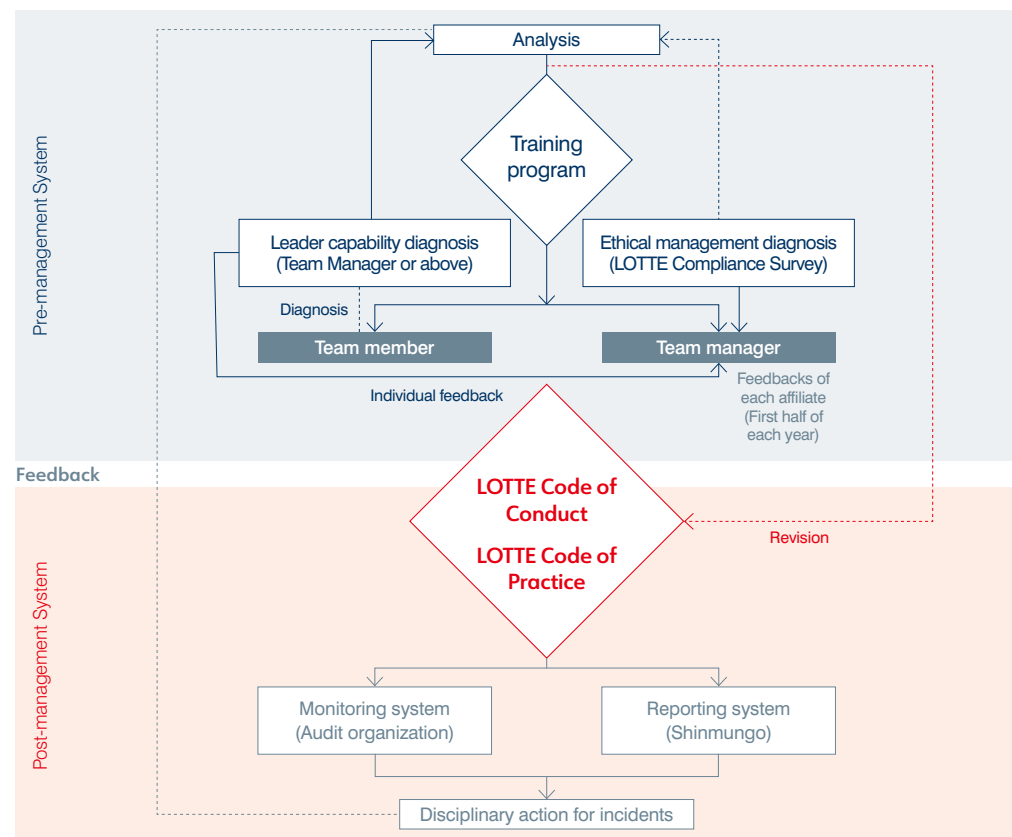 Analysis
Training
program
Pre-management System
Leader capability diagnosis
(Team Manager or above)
Ethical management diagnosis
(LOTTE Compliance Survey)
Diagnosis
Team member
Team manager
Individual feedback
Feedbacks of
each affiliate
(First half of
each year)
Feedback
LOTTE Code of
Conduct
LOTTE Code of
Practice
Revision
Post-management System
Monitoring system
(Audit organization)
Reporting system
(Shinmungo)
Disciplinary action for incidents